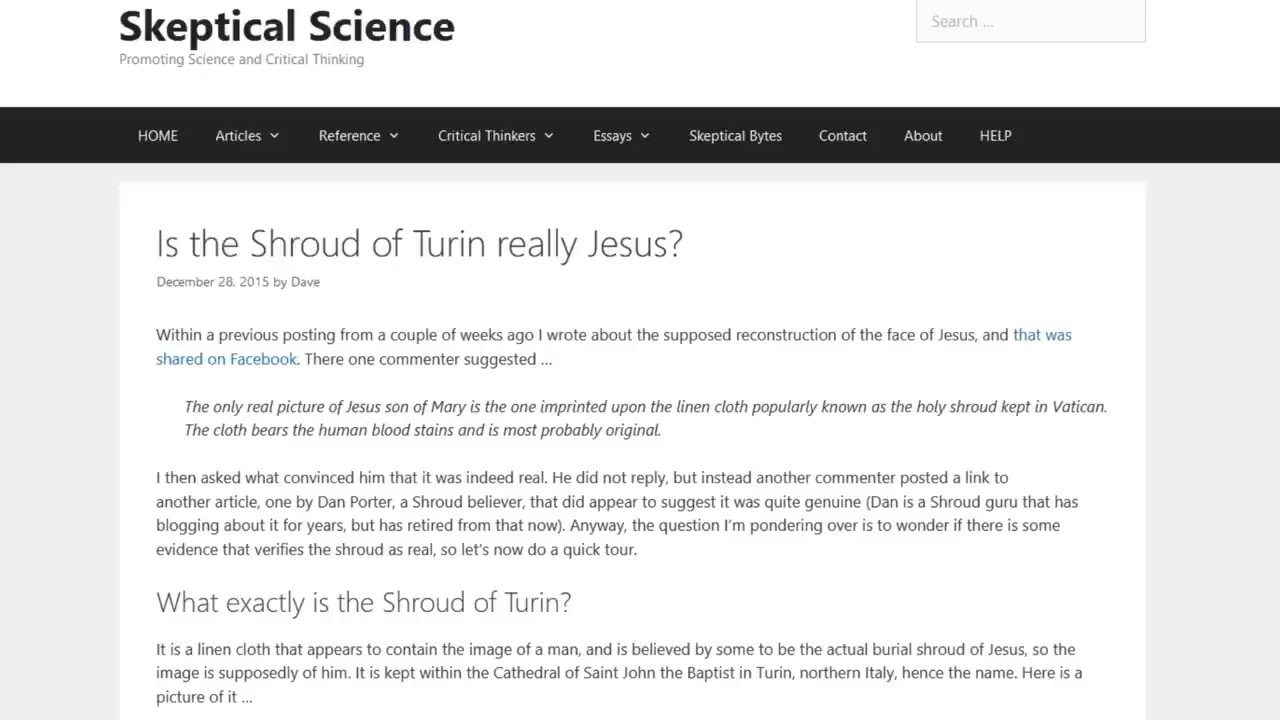 Skeptical Science
Search ...
Promoting Science and Critical Thinking
HOME Articles Reference Critical Thinkers Essays Skeptical Bytes Contact About HELP
Is the Shroud of Turin really Jesus?
December 28, 2015 by Dave
Within a previous posting from a couple of weeks ago I wrote about the supposed reconstruction of the face of Jesus, and that was
shared on Facebook. There one commenter suggested ...
The only real picture of Jesus son of Mary is the one imprinted upon the linen cloth popularly known as the holy shroud kept in Vatican.
The cloth bears the human blood stains and is most probably original.
I then asked what convinced him that it was indeed real. He did not reply, but instead another commenter posted a link to
another article, one by Dan Porter, a Shroud believer, that did appear to suggest it was quite genuine (Dan is a Shroud guru that has
blogging about it for years, but has retired from that now). Anyway, the question I'm pondering over is to wonder if there is some
evidence that verifies the shroud as real, so let's now do a quick tour.
What exactly is the Shroud of Turin?
It is a linen cloth that appears to contain the image of a man, and is believed by some to be the actual burial shroud of Jesus, so the
image is supposedly of him. It is kept within the Cathedral of Saint John the Baptist in Turin, northern Italy, hence the name. Here is a
picture of it ...